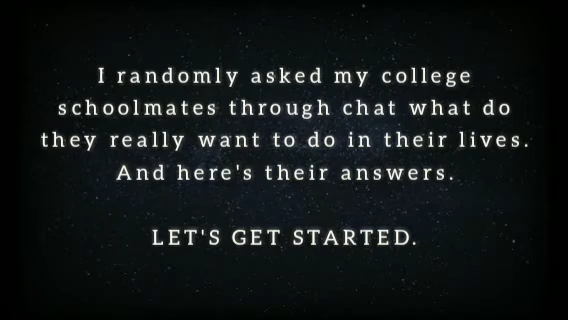 I randomly asked my college
schoolmates through chat what do
they really want to do in their lives.
And here's their answers.
LET'S GET STARTED.